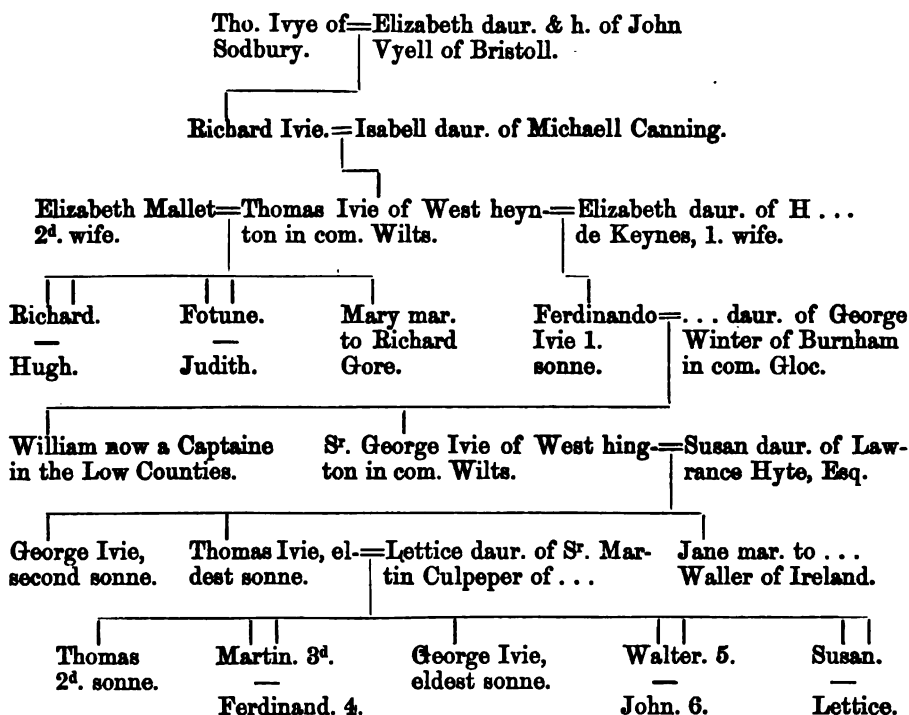 Tho. Ivye of=Elizabeth daur. & h. of John
Sodbury. Vyell of Bristoll.
Richard Ivie.=Isabell daur. of Michaell Canning.
Elizabeth Mallet=Thomas Ivie of West heyn-=Elizabeth daur. of H ...
2d. wife. ton in com. Wilts. de Keynes, 1. wife.
Richard. Fotune. Mary mar. Ferdinando=... daur. of George
— — to Richard Ivie 1. Winter of Burnham
Hugh. Judith. Gore. sonne. in com. Gloc.
William now a Captaine Sr. George Ivie of West hing-=Susan daur. of Law-
in the Low Counties. ton in com. Wilts. rance Hyte, Esq.
George Ivie, Thomas Ivie, el-=Lettice daur. of Sr. Mar- Jane mar. to ...
second sonne. dest sonne. tin Culpeper of ... Waller of Ireland.
Thomas Martin. 3d. George Ivie, Walter. 5. Susan.
2d. sonne. — eldest sonne. — —
Ferdinand. 4. John. 6. Lettice.